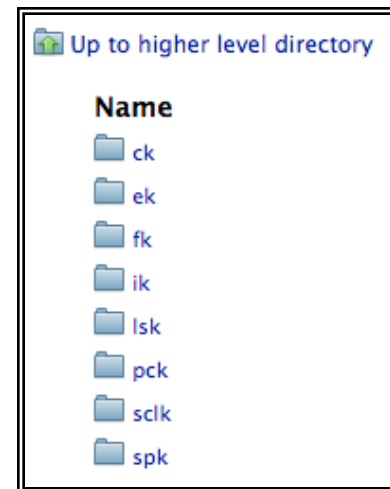 Up to higher level directory
Name
ck
ek
fk
ik
lsk
pck
sclk
spk